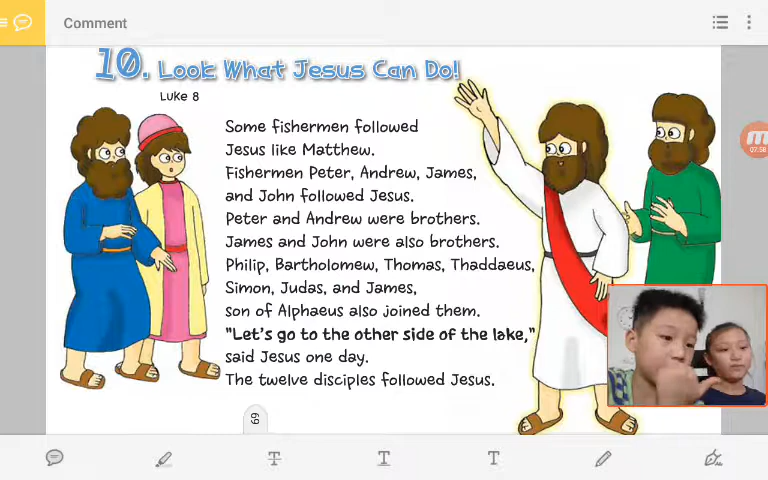 Comment
10. Look What Jesus Can Do!
Luke 8
Some fishermen followed
Jesus like Matthew.
Fishermen Peter, Andrew, James,
and John followed Jesus.
Peter and Andrew were brothers.
James and John were also brothers.
Philip, Bartholomew, Thomas, Thaddaeus,
Simon, Judas, and James,
son of Alphaeus also joined them.
"Let's go to the other side of the lake,"
said Jesus one day.
The twelve disciples followed Jesus.
69
07:58
T
T
T